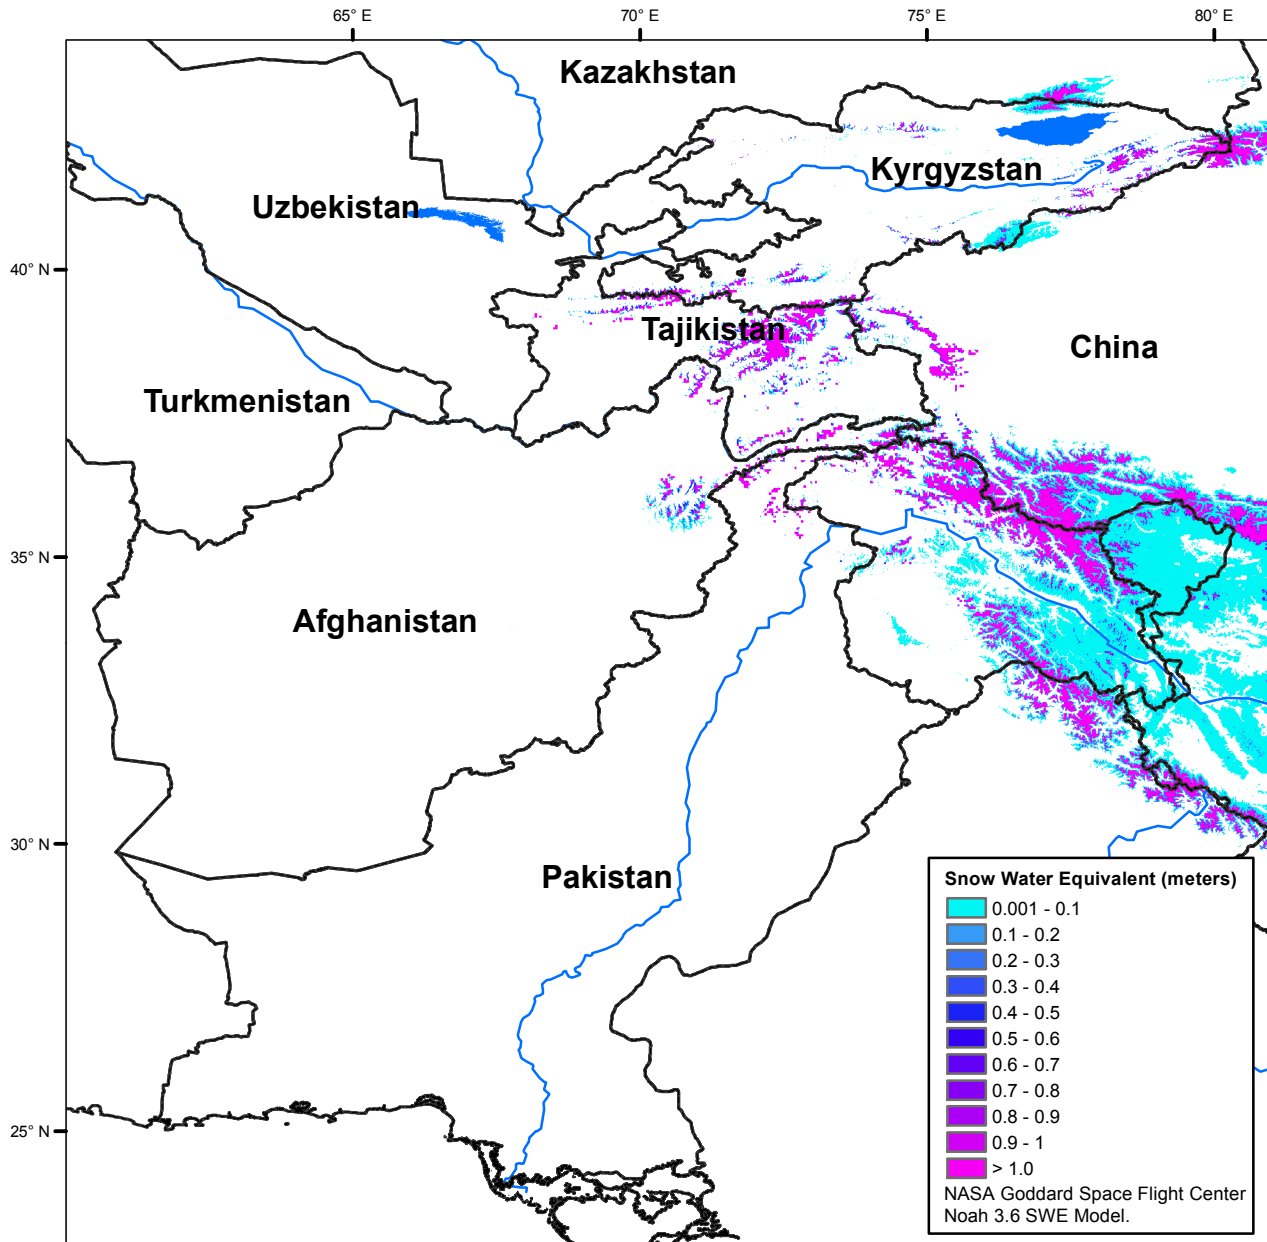 65° E
70° E
75° E
80° E
Kazakhstan
Kyrgyzstan
Uzbekistan
40° N
Tajikistan
China
Turkmenistan
35° N
Afghanistan
30° N
Pakistan
25° N
Snow Water Equivalent (meters)
0.001 - 0.1
0.1 - 0.2
0.2 - 0.3
0.3 - 0.4
0.4 - 0.5
0.5 - 0.6
0.6 - 0.7
0.7 - 0.8
0.8 - 0.9
0.9 - 1
> 1.0
NASA Goddard Space Flight Center
Noah 3.6 SWE Model.